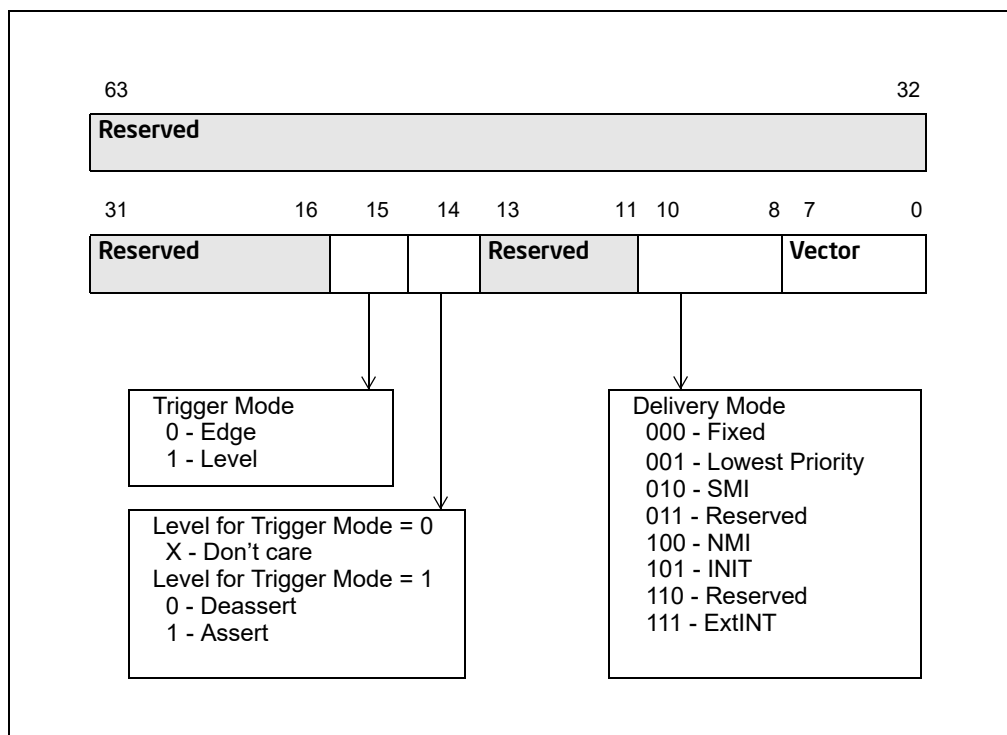 63 32
Reserved
31 16 15 14 13 11 10 8 7 0
Reserved Reserved Vector
Trigger Mode
0 - Edge
1 - Level
Level for Trigger Mode = 0
X - Don’t care
Level for Trigger Mode = 1
0 - Deassert
1 - Assert
Delivery Mode
000 - Fixed
001 - Lowest Priority
010 - SMI
011 - Reserved
100 - NMI
101 - INIT
110 - Reserved
111 - ExtINT